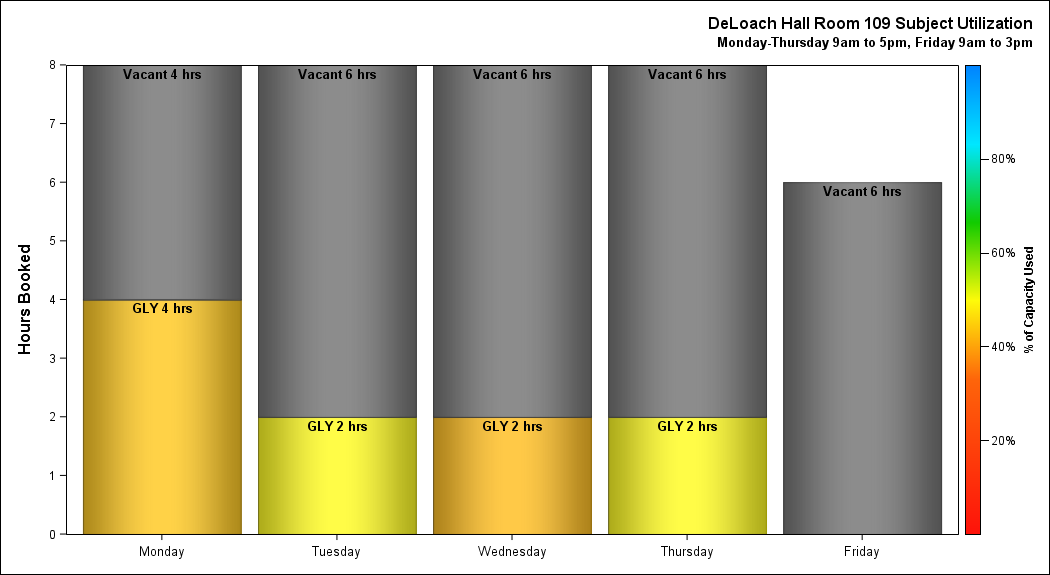 DeLoach Hall Room 109 Subject Utilization
Monday-Thursday 9am to 5pm, Friday 9am to 3pm
Hours Booked
8
7
6
5
4
3
2
1
0
Vacant 4 hrs
GLY 4 hrs
Vacant 6 hrs
GLY 2 hrs
Vacant 6 hrs
GLY 2 hrs
Vacant 6 hrs
GLY 2 hrs
Vacant 6 hrs
Monday
Tuesday
Wednesday
Thursday
Friday
80%
60%
40%
20%
% of Capacity Used